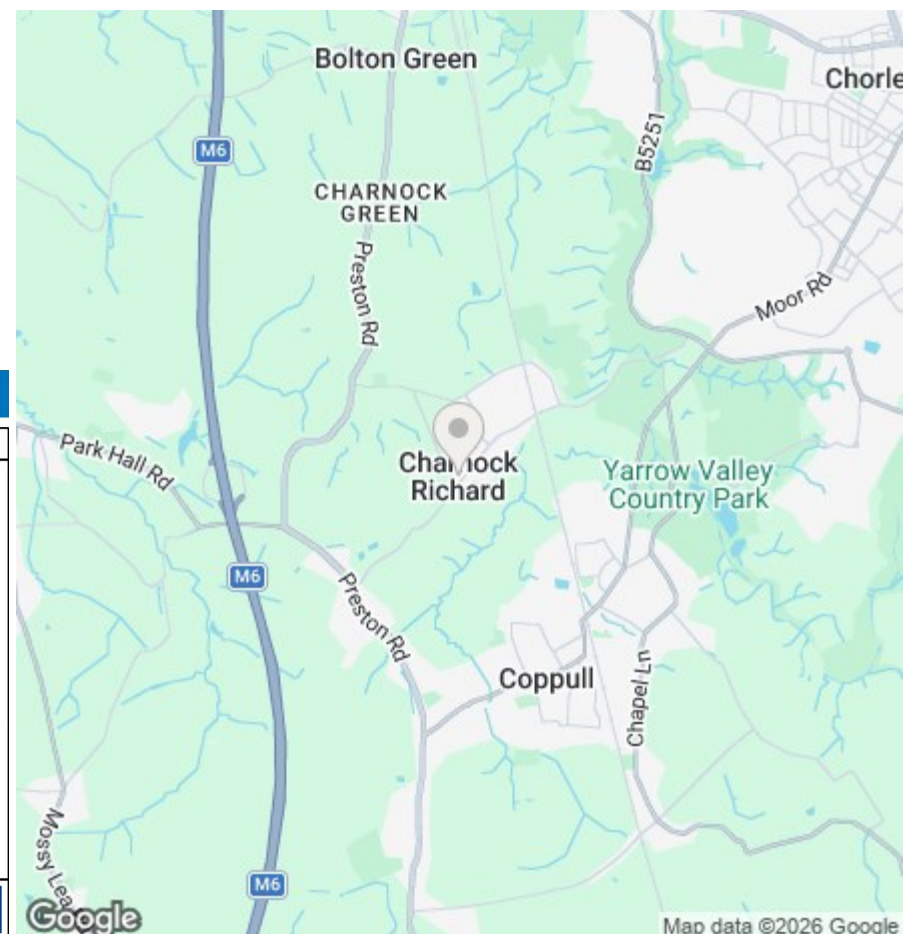 Bolton Green
Chorle
M6
B5251
CHARNOCK
GREEN
Preston Rd
Moor Rd
Park Hall Rd
Charnock
Richard
Yarrow Valley
Country Park
M6
Preston Rd
Coppull
Chapel Ln
Mossy Lea
M6
Google
Map data ©2026 Google